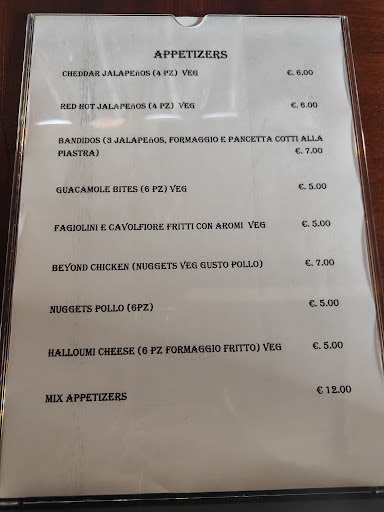 APPETIZERS
CHEDDAR JALAPEñOS (4 PZ) VEG €. 6.00
RED HOT JALAPEñOS (4 PZ) VEG €. 6.00
BANDIDOS (3 JALAPEñOS, FORMAGGIO E PANCETTA COTTI ALLA
PIASTRA) €. 7.00
GUACAMOLE BITES (6 PZ) VEG €. 5.00
FAGIOLINI E CAVOLFIORE FRITTI CON AROMI VEG €. 5.00
BEYOND CHICKEN (NUGGETS VEG GUSTO POLLO) €. 7.00
NUGGETS POLLO (6PZ) €. 5.00
HALLOUMI CHEESE (6 PZ FORMAGGIO FRITTO) VEG €. 5.00
MIX APPETIZERS € 12.00